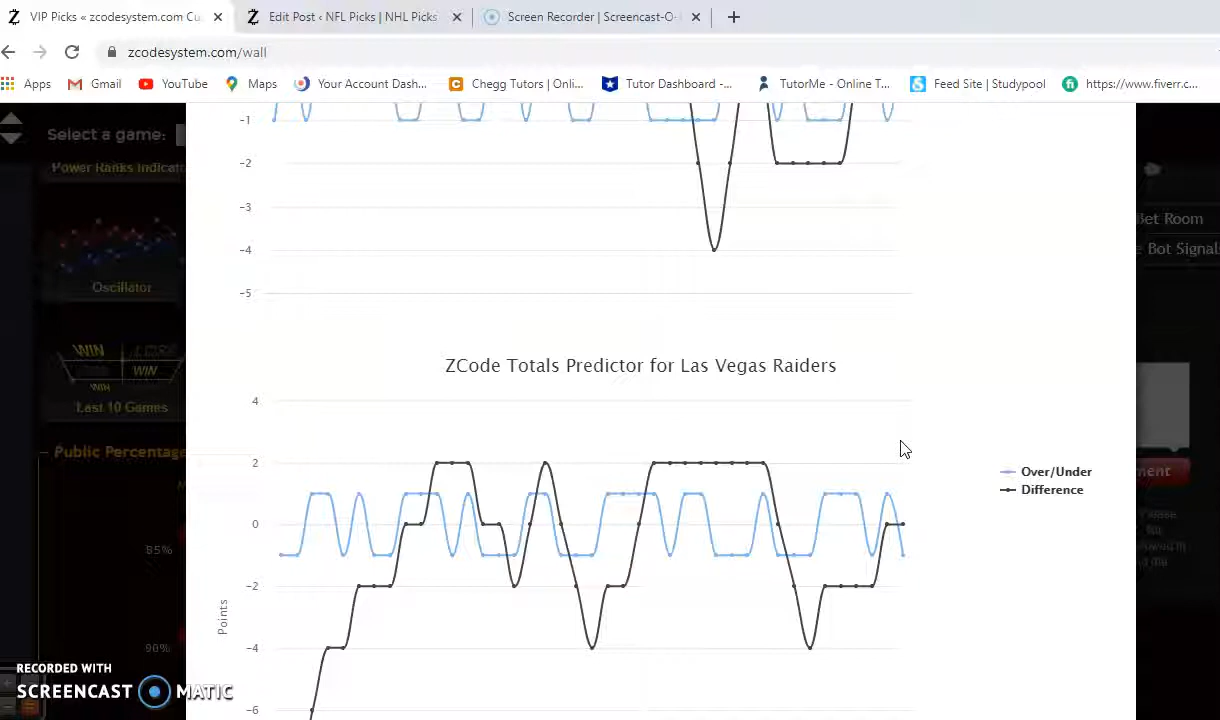 VIP Picks « zcodesystem.com Cu
Edit Post ‹ NFL Picks | NHL Picks
Screen Recorder | Screencast-O-
zcodesystem.com/wall
Apps
Gmail
YouTube
Maps
Your Account Dash...
Chegg Tutors | Onli...
Tutor Dashboard -...
TutorMe - Online T...
Feed Site | Studypool
https://www.fiverr.c...
Select a game:
Power Ranks Indicat
Oscillator
WIN
WIN
WIN
Last 10 Games
Public Percentage
85%
90%
-1
-2
-3
-4
-5
ZCode Totals Predictor for Las Vegas Raiders
4
2
0
-2
-4
-6
Points
Over/Under
Difference
Bet Room
e Bot Signals
ment
Please
RECORDED WITH
SCREENCAST MATIC